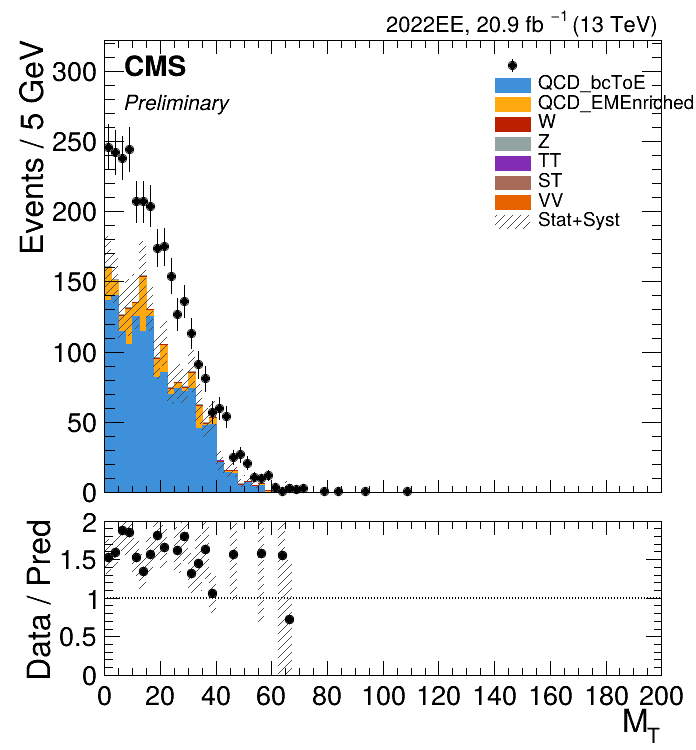 2022EE, 20.9 fb⁻¹ (13 TeV)
CMS
Preliminary
QCD_bcToE
QCD_EMEnriched
W
Z
TT
ST
VV
Stat+Syst
Events / 5 GeV
300
250
200
150
100
50
0
Data / Pred
2
1.5
1
0.5
0
0 20 40 60 80 100 120 140 160 180 200
M_T